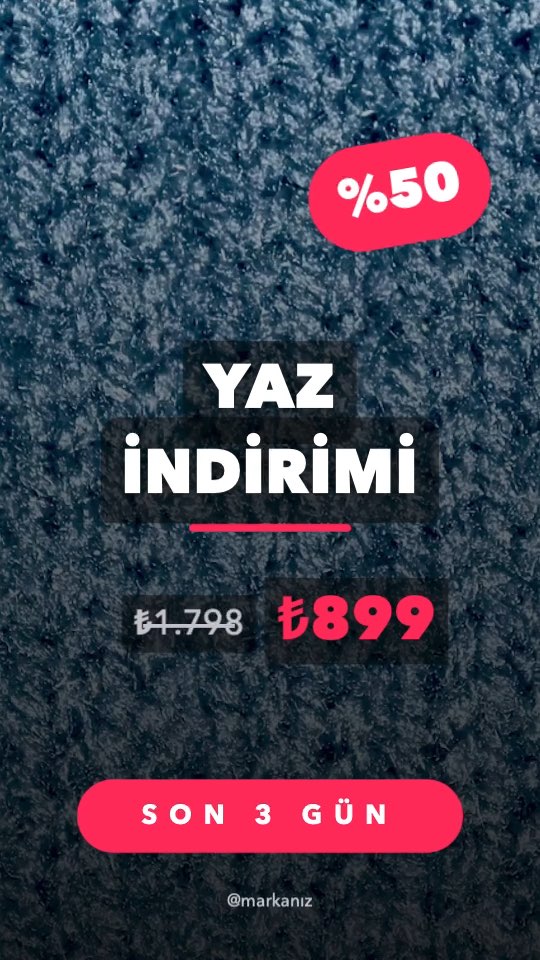 %50
YAZ
İNDİRİMİ
₺1.798 ₺899
SON 3 GÜN
@markanız